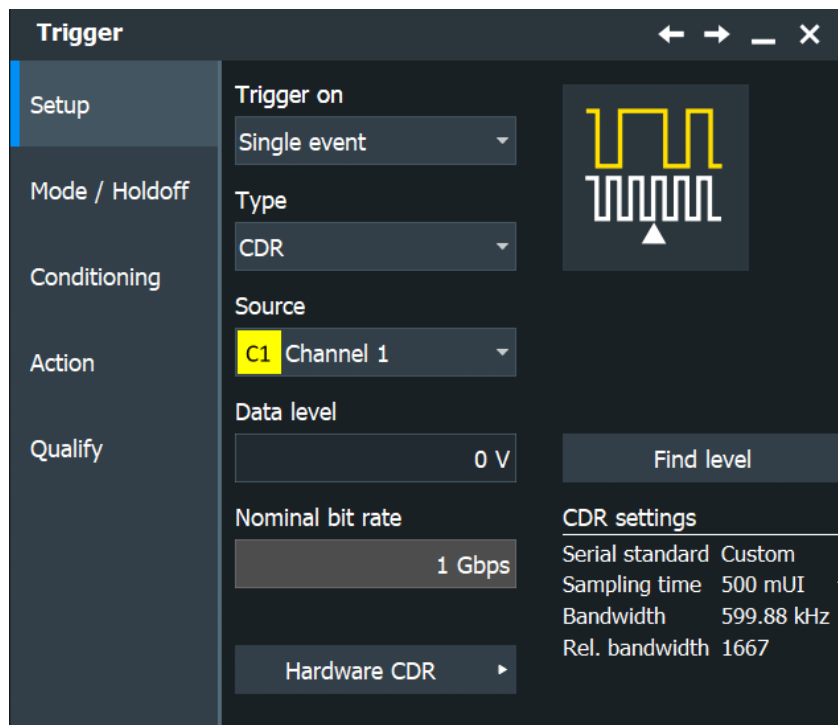 Trigger
Setup
Mode / Holdoff
Conditioning
Action
Qualify
Trigger on
Single event
Type
CDR
Source
C1 Channel 1
Data level
0 V
Find level
Nominal bit rate
1 Gbps
CDR settings
Serial standard Custom
Sampling time 500 mUI
Bandwidth 599.88 kHz
Rel. bandwidth 1667
Hardware CDR